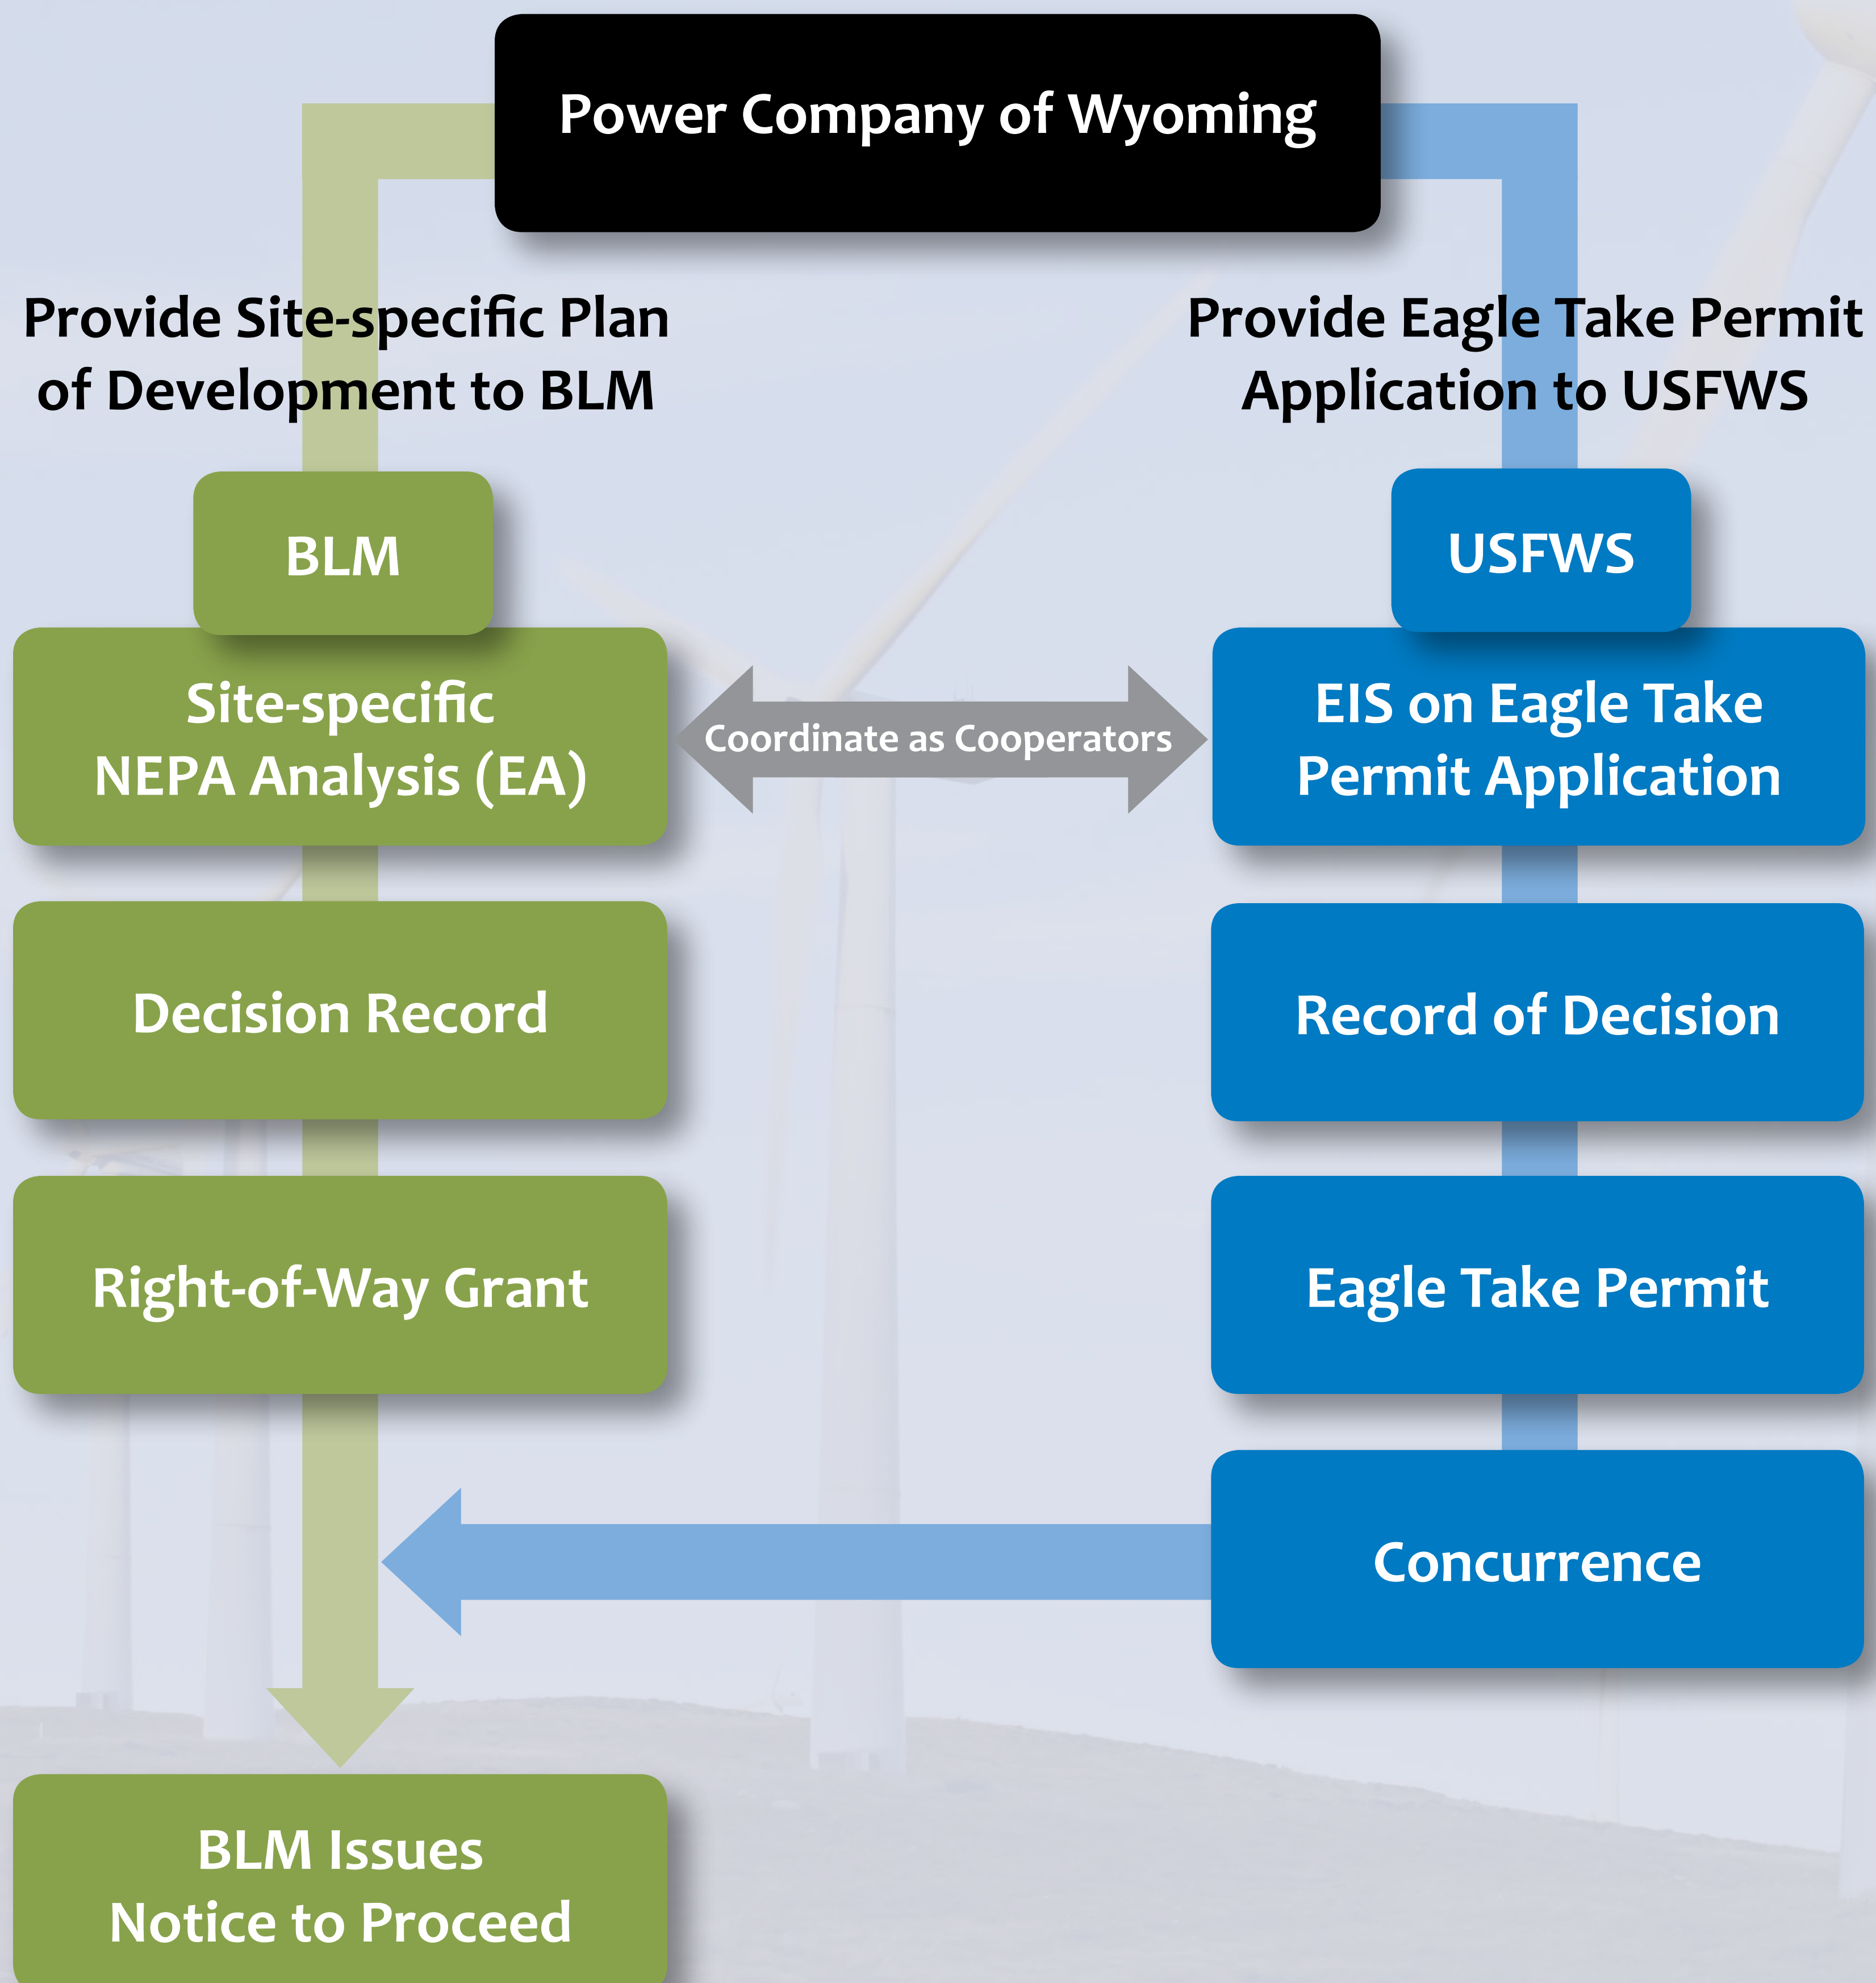 Power Company of Wyoming
Provide Site-specific Plan
of Development to BLM
Provide Eagle Take Permit
Application to USFWS
BLM
USFWS
Site-specific
NEPA Analysis (EA)
Coordinate as Cooperators
EIS on Eagle Take
Permit Application
Decision Record
Record of Decision
Right-of-Way Grant
Eagle Take Permit
Concurrence
BLM Issues
Notice to Proceed